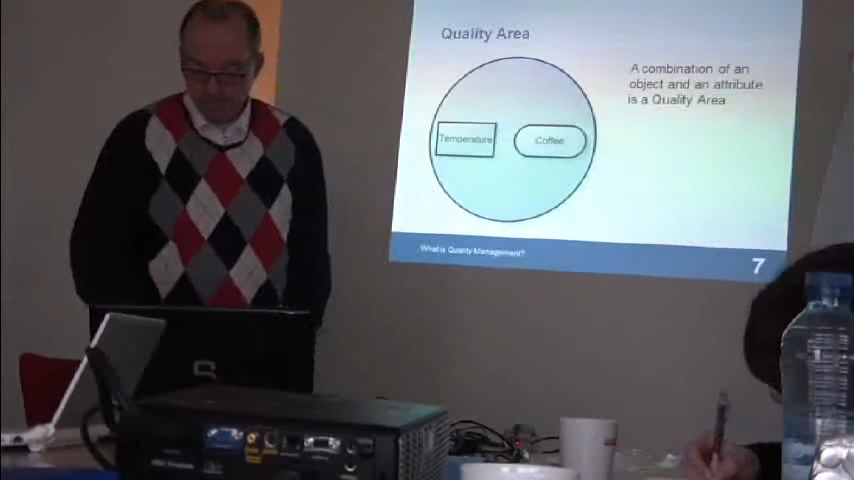 Quality Area
A combination of an
object and an attribute
is a Quality Area
Temperature
Coffee
What is Quality Management?
7